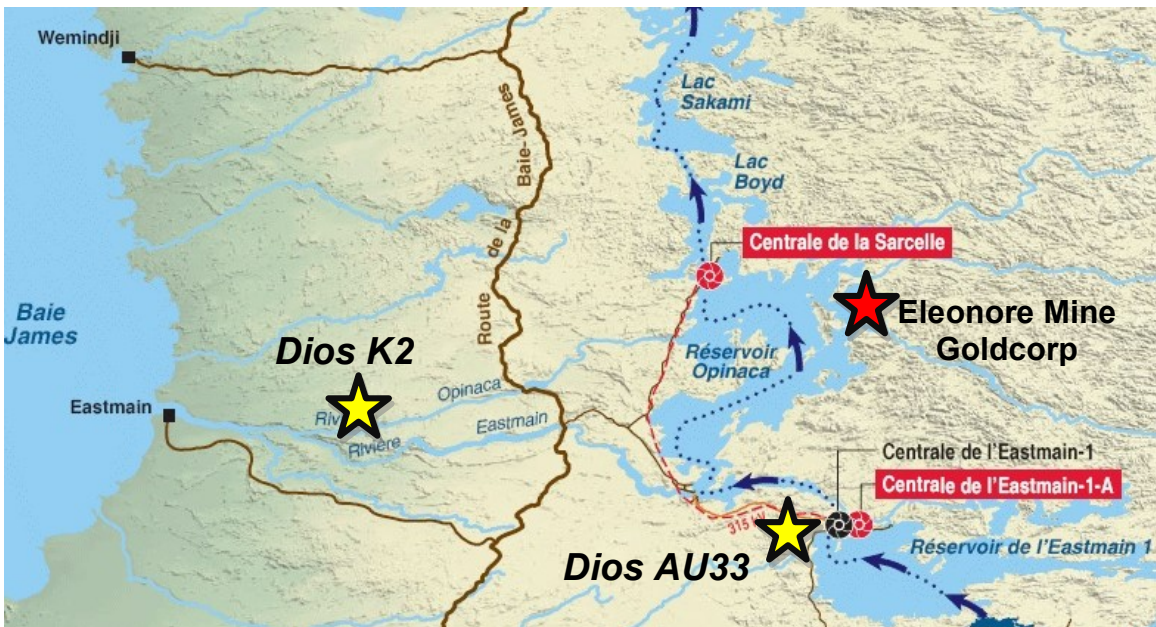 Wemindji
Lac
Sakami
Route de la Baie-James
Lac
Boyd
Centrale de la Sarcelle
Baie
James
Eleonore Mine
Goldcorp
Dios K2
Réservoir
Opinaca
Opinaca
Eastmain
Rivière
Eastmain
Centrale de l'Eastmain-1
Centrale de l'Eastmain-1-A
315 kV
Dios AU33
Réservoir de l'Eastmain 1